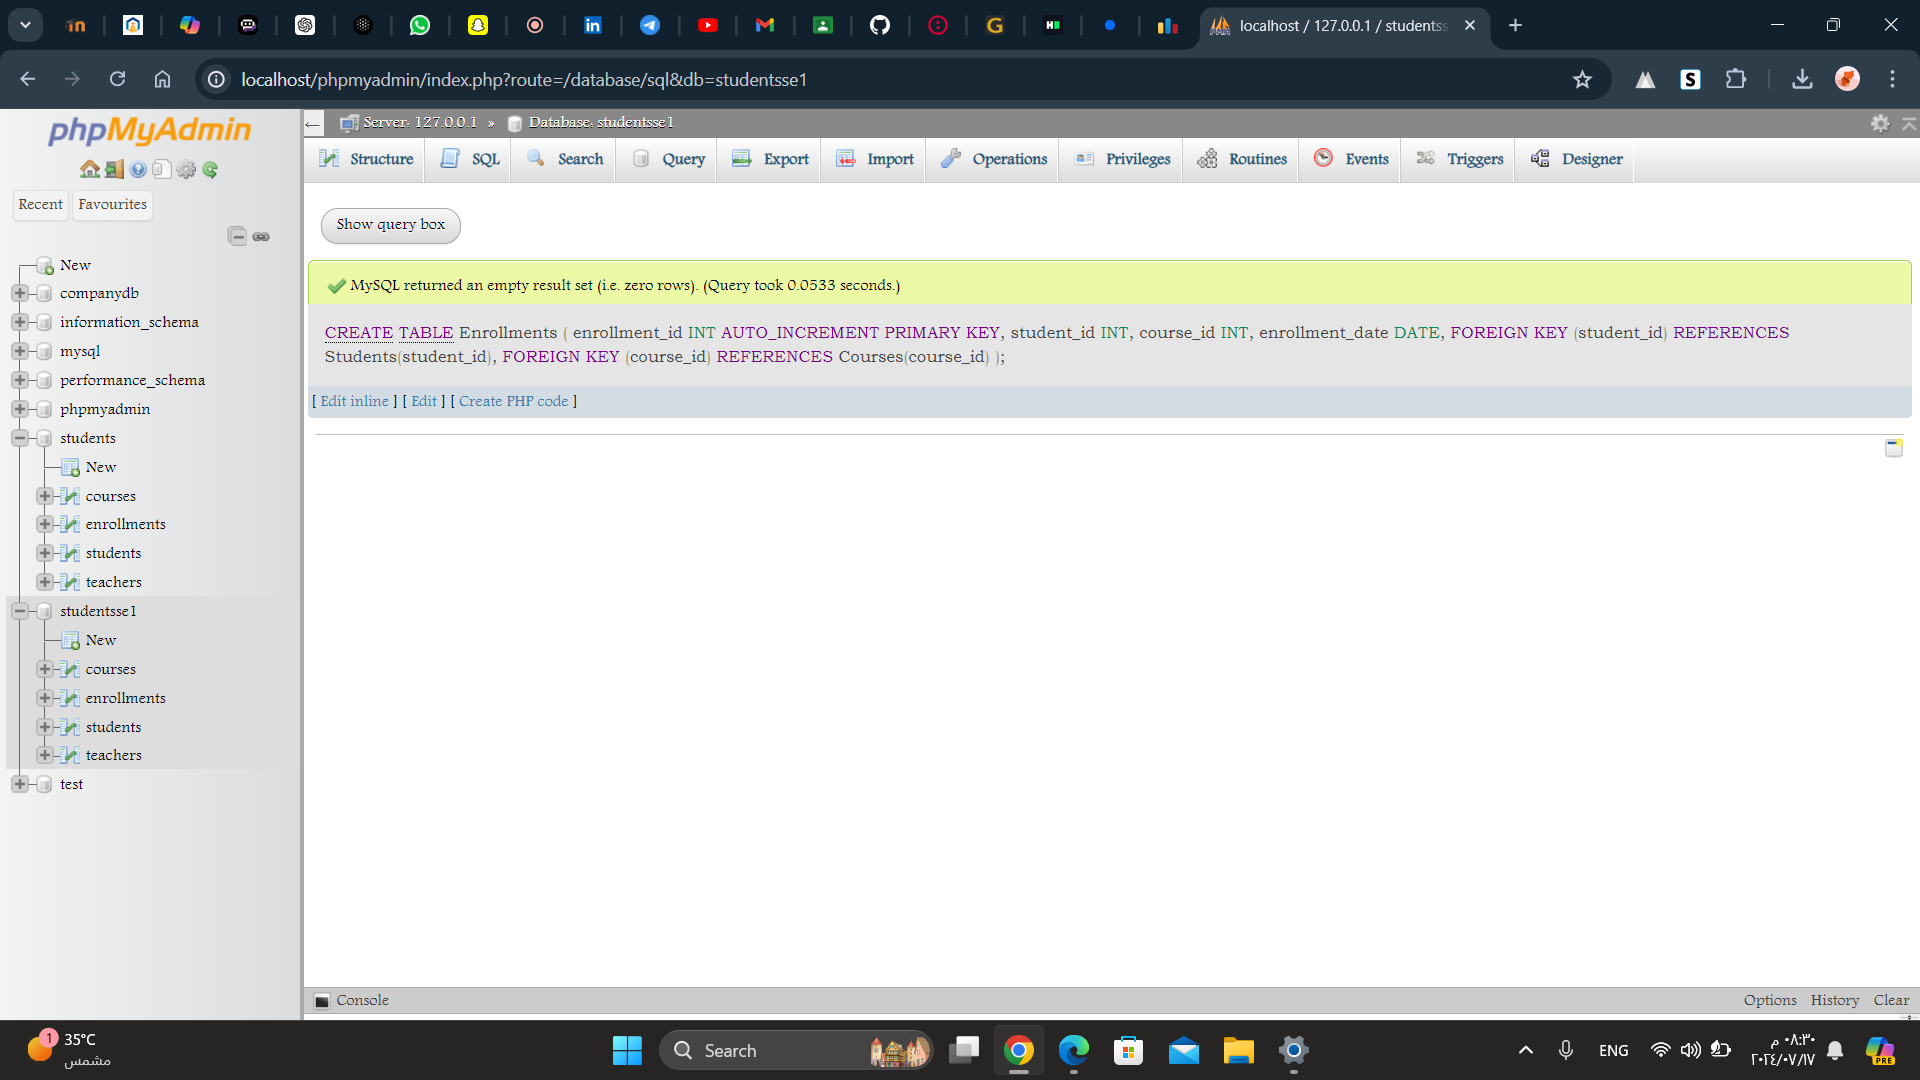 localhost / 127.0.0.1 / studentsse
localhost/phpmyadmin/index.php?route=/database/sql&db=studentsse1
phpMyAdmin
Recent
Favourites
New
companydb
information_schema
mysql
performance_schema
phpmyadmin
students
New
courses
enrollments
students
teachers
studentsse1
New
courses
enrollments
students
teachers
test
Server: 127.0.0.1 » Database: studentsse1
Structure SQL Search Query Export Import Operations Privileges Routines Events Triggers Designer
Show query box
MySQL returned an empty result set (i.e. zero rows). (Query took 0.0533 seconds.)
CREATE TABLE Enrollments ( enrollment_id INT AUTO_INCREMENT PRIMARY KEY, student_id INT, course_id INT, enrollment_date DATE, FOREIGN KEY (student_id) REFERENCES
Students(student_id), FOREIGN KEY (course_id) REFERENCES Courses(course_id) );
[ Edit inline ] [ Edit ] [ Create PHP code ]
Console
Options History Clear
1
35°C
مشمس
Search
ENG
٠٨:٣٠ م
٢٠٢٤/٠٧/١٧
PRE